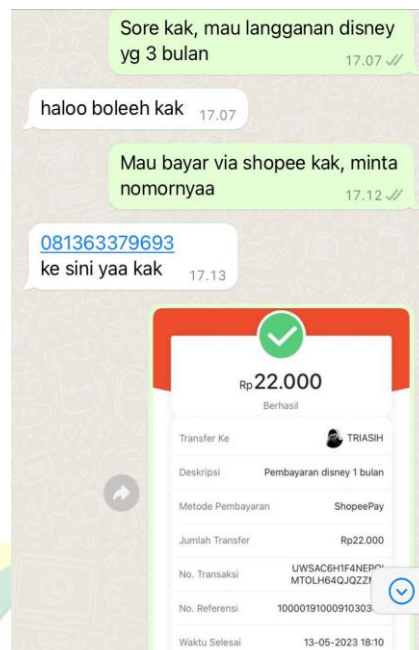 Sore kak, mau langganan disney
yg 3 bulan
17.07
haloo boleeh kak 17.07
Mau bayar via shopee kak, minta
nomornyaa
17.12
081363379693
ke sini yaa kak 17.13
Rp22.000
Berhasil
Transfer Ke TRIASIH
Deskripsi Pembayaran disney 1 bulan
Metode Pembayaran ShopeePay
Jumlah Transfer Rp22.000
No. Transaksi
No. Referensi
Waktu Selesai 13-05-2023 18:10